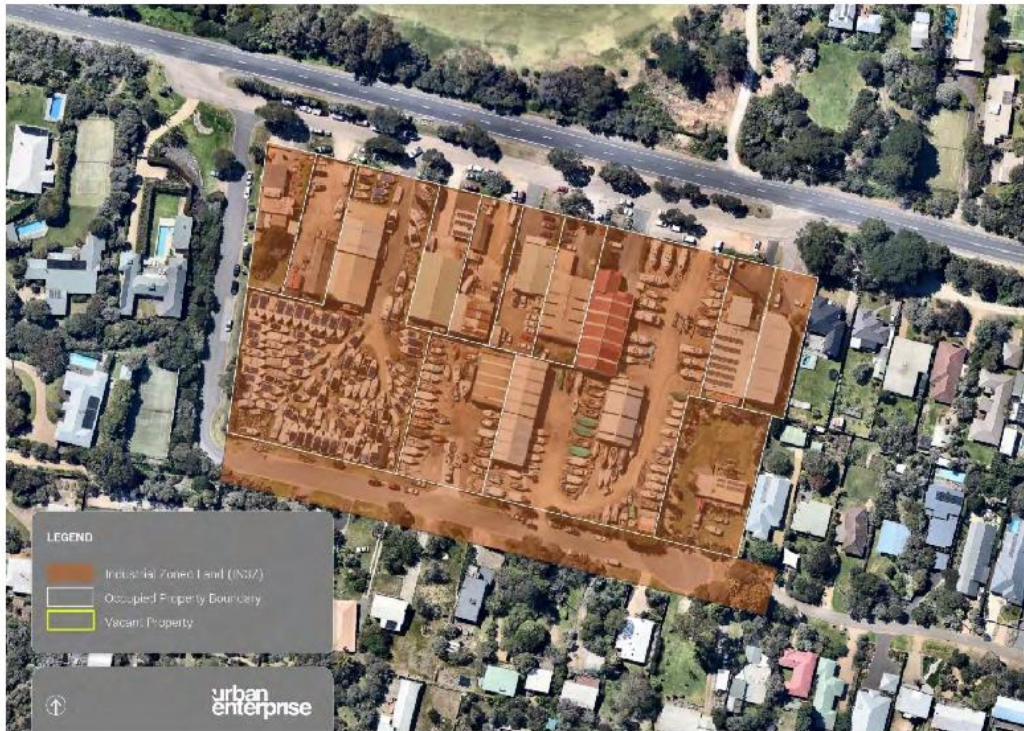 LEGEND
Industrial Zoned Land (IN3Z)
Occupied Property Boundary
Vacant Property
urban
enterprise